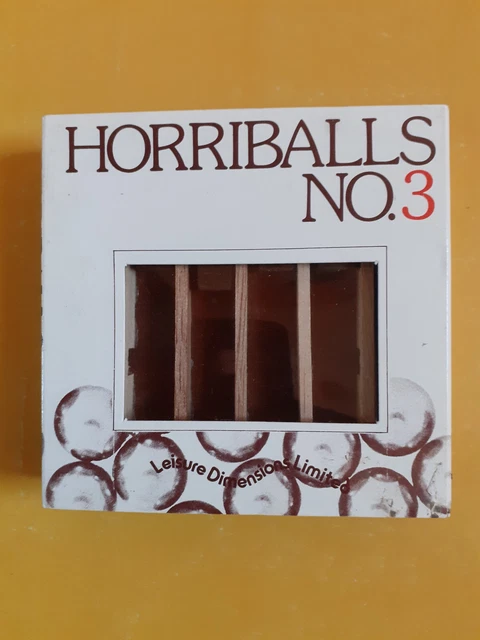 HORRIBALLS
NO.3
Leisure Dimensions Limited